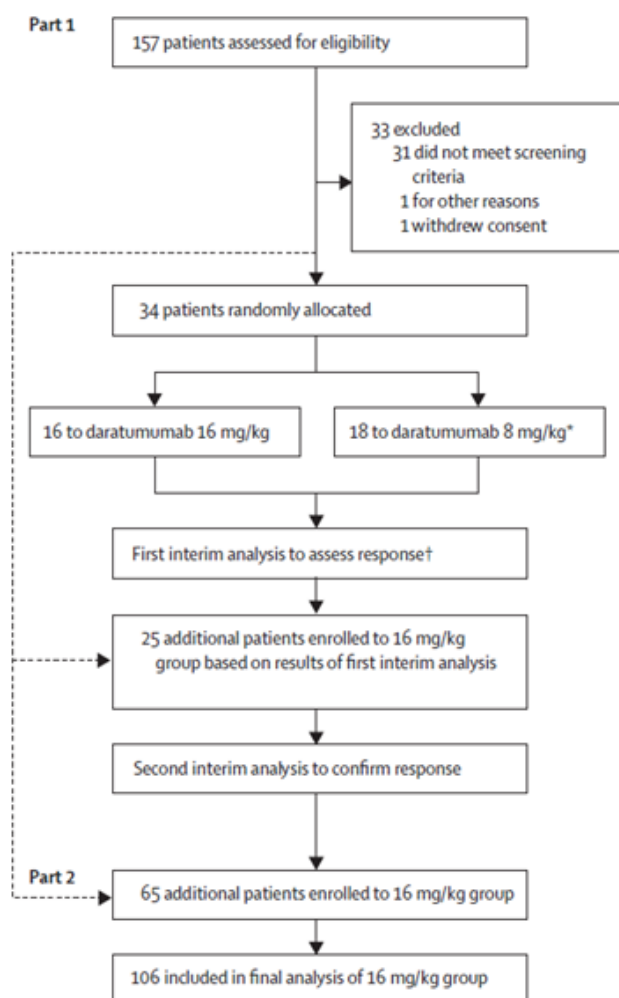 Part 1
157 patients assessed for eligibility
33 excluded
31 did not meet screening
criteria
1 for other reasons
1 withdrew consent
34 patients randomly allocated
16 to daratumumab 16 mg/kg
18 to daratumumab 8 mg/kg*
First interim analysis to assess response†
25 additional patients enrolled to 16 mg/kg
group based on results of first interim analysis
Second interim analysis to confirm response
Part 2
65 additional patients enrolled to 16 mg/kg group
106 included in final analysis of 16 mg/kg group